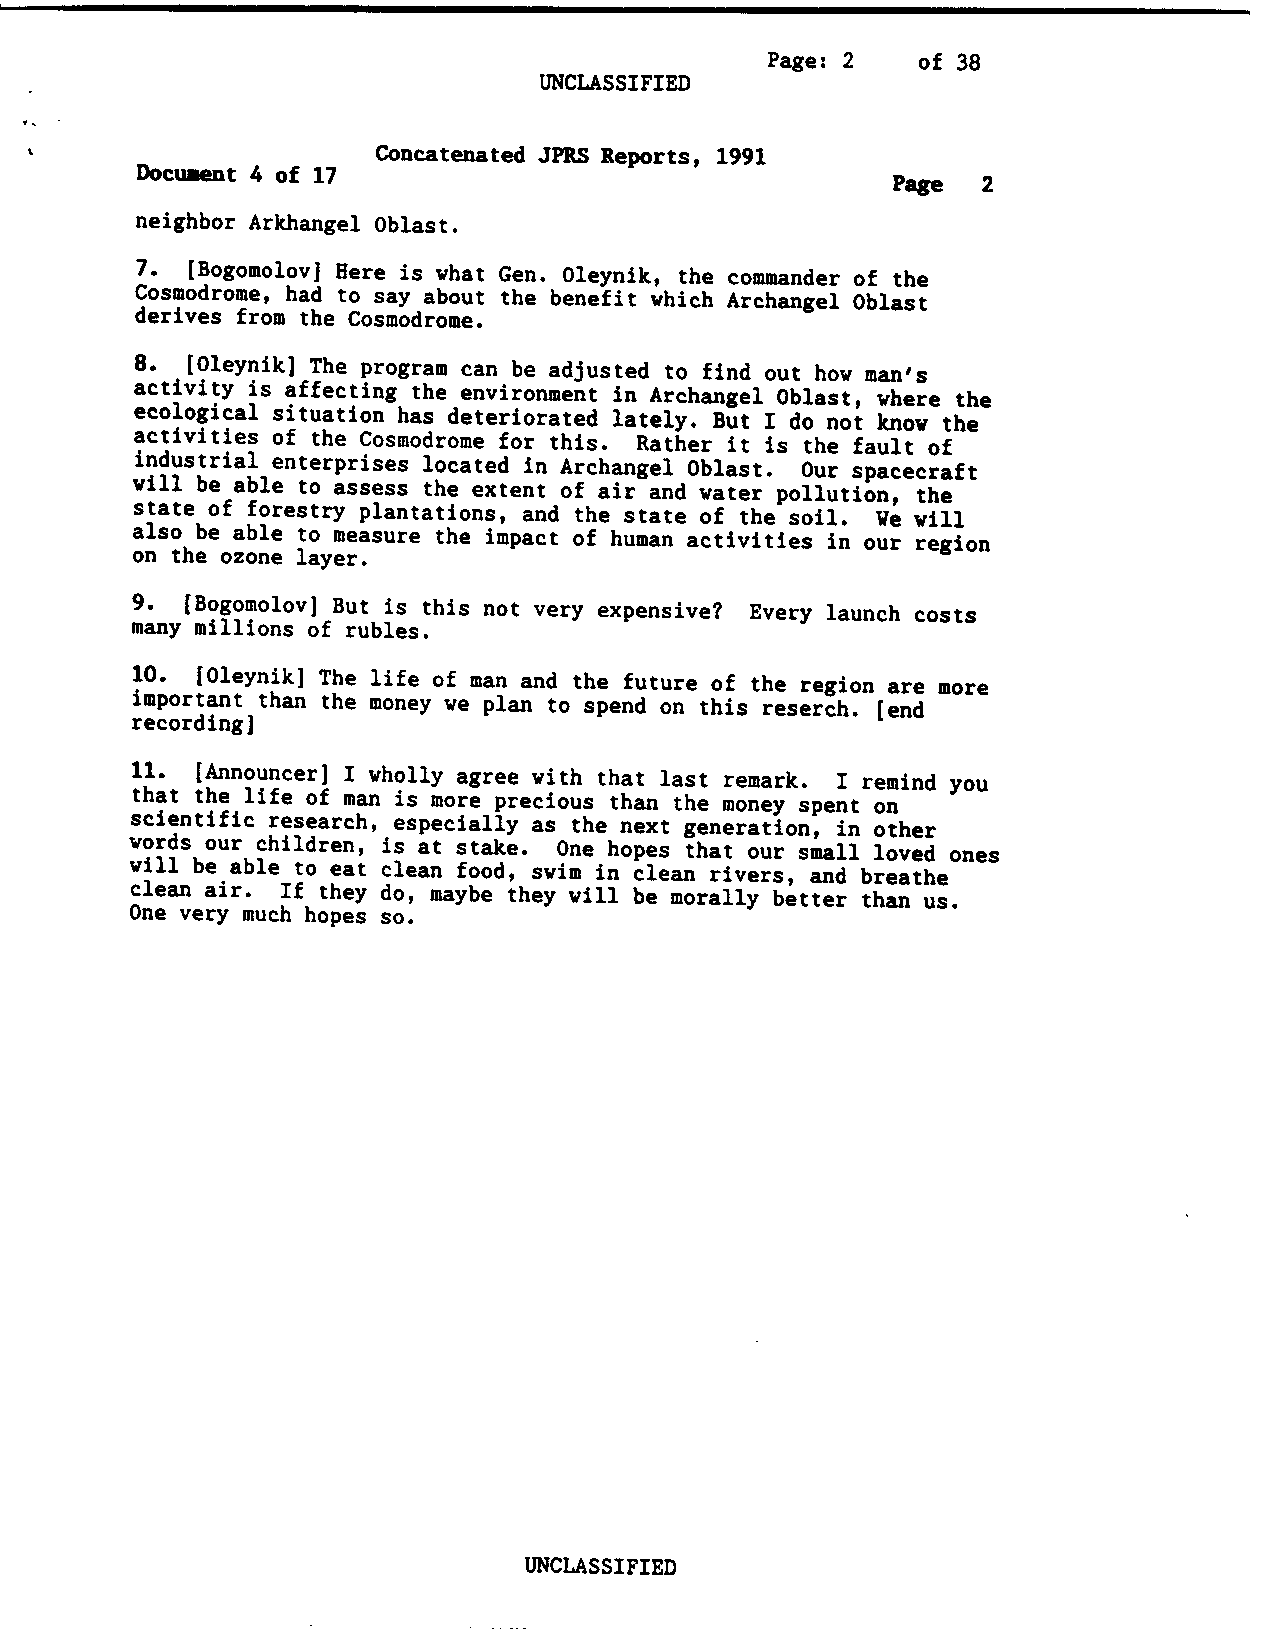 Page: 2 of 38
UNCLASSIFIED
Concatenated JPRS Reports, 1991
Document 4 of 17
Page 2
neighbor Arkhangel Oblast.
7. [Bogomolov] Here is what Gen. Oleynik, the commander of the
Cosmodrome, had to say about the benefit which Archangel Oblast
derives from the Cosmodrome.
8. [Oleynik] The program can be adjusted to find out how man's
activity is affecting the environment in Archangel Oblast, where the
ecological situation has deteriorated lately. But I do not know the
activities of the Cosmodrome for this. Rather it is the fault of
industrial enterprises located in Archangel Oblast. Our spacecraft
will be able to assess the extent of air and water pollution, the
state of forestry plantations, and the state of the soil. We will
also be able to measure the impact of human activities in our region
on the ozone layer.
9. [Bogomolov] But is this not very expensive? Every launch costs
many millions of rubles.
10. [Oleynik] The life of man and the future of the region are more
important than the money we plan to spend on this reserch. [end
recording]
11. [Announcer] I wholly agree with that last remark. I remind you
that the life of man is more precious than the money spent on
scientific research, especially as the next generation, in other
words our children, is at stake. One hopes that our small loved ones
will be able to eat clean food, swim in clean rivers, and breathe
clean air. If they do, maybe they will be morally better than us.
One very much hopes so.
UNCLASSIFIED